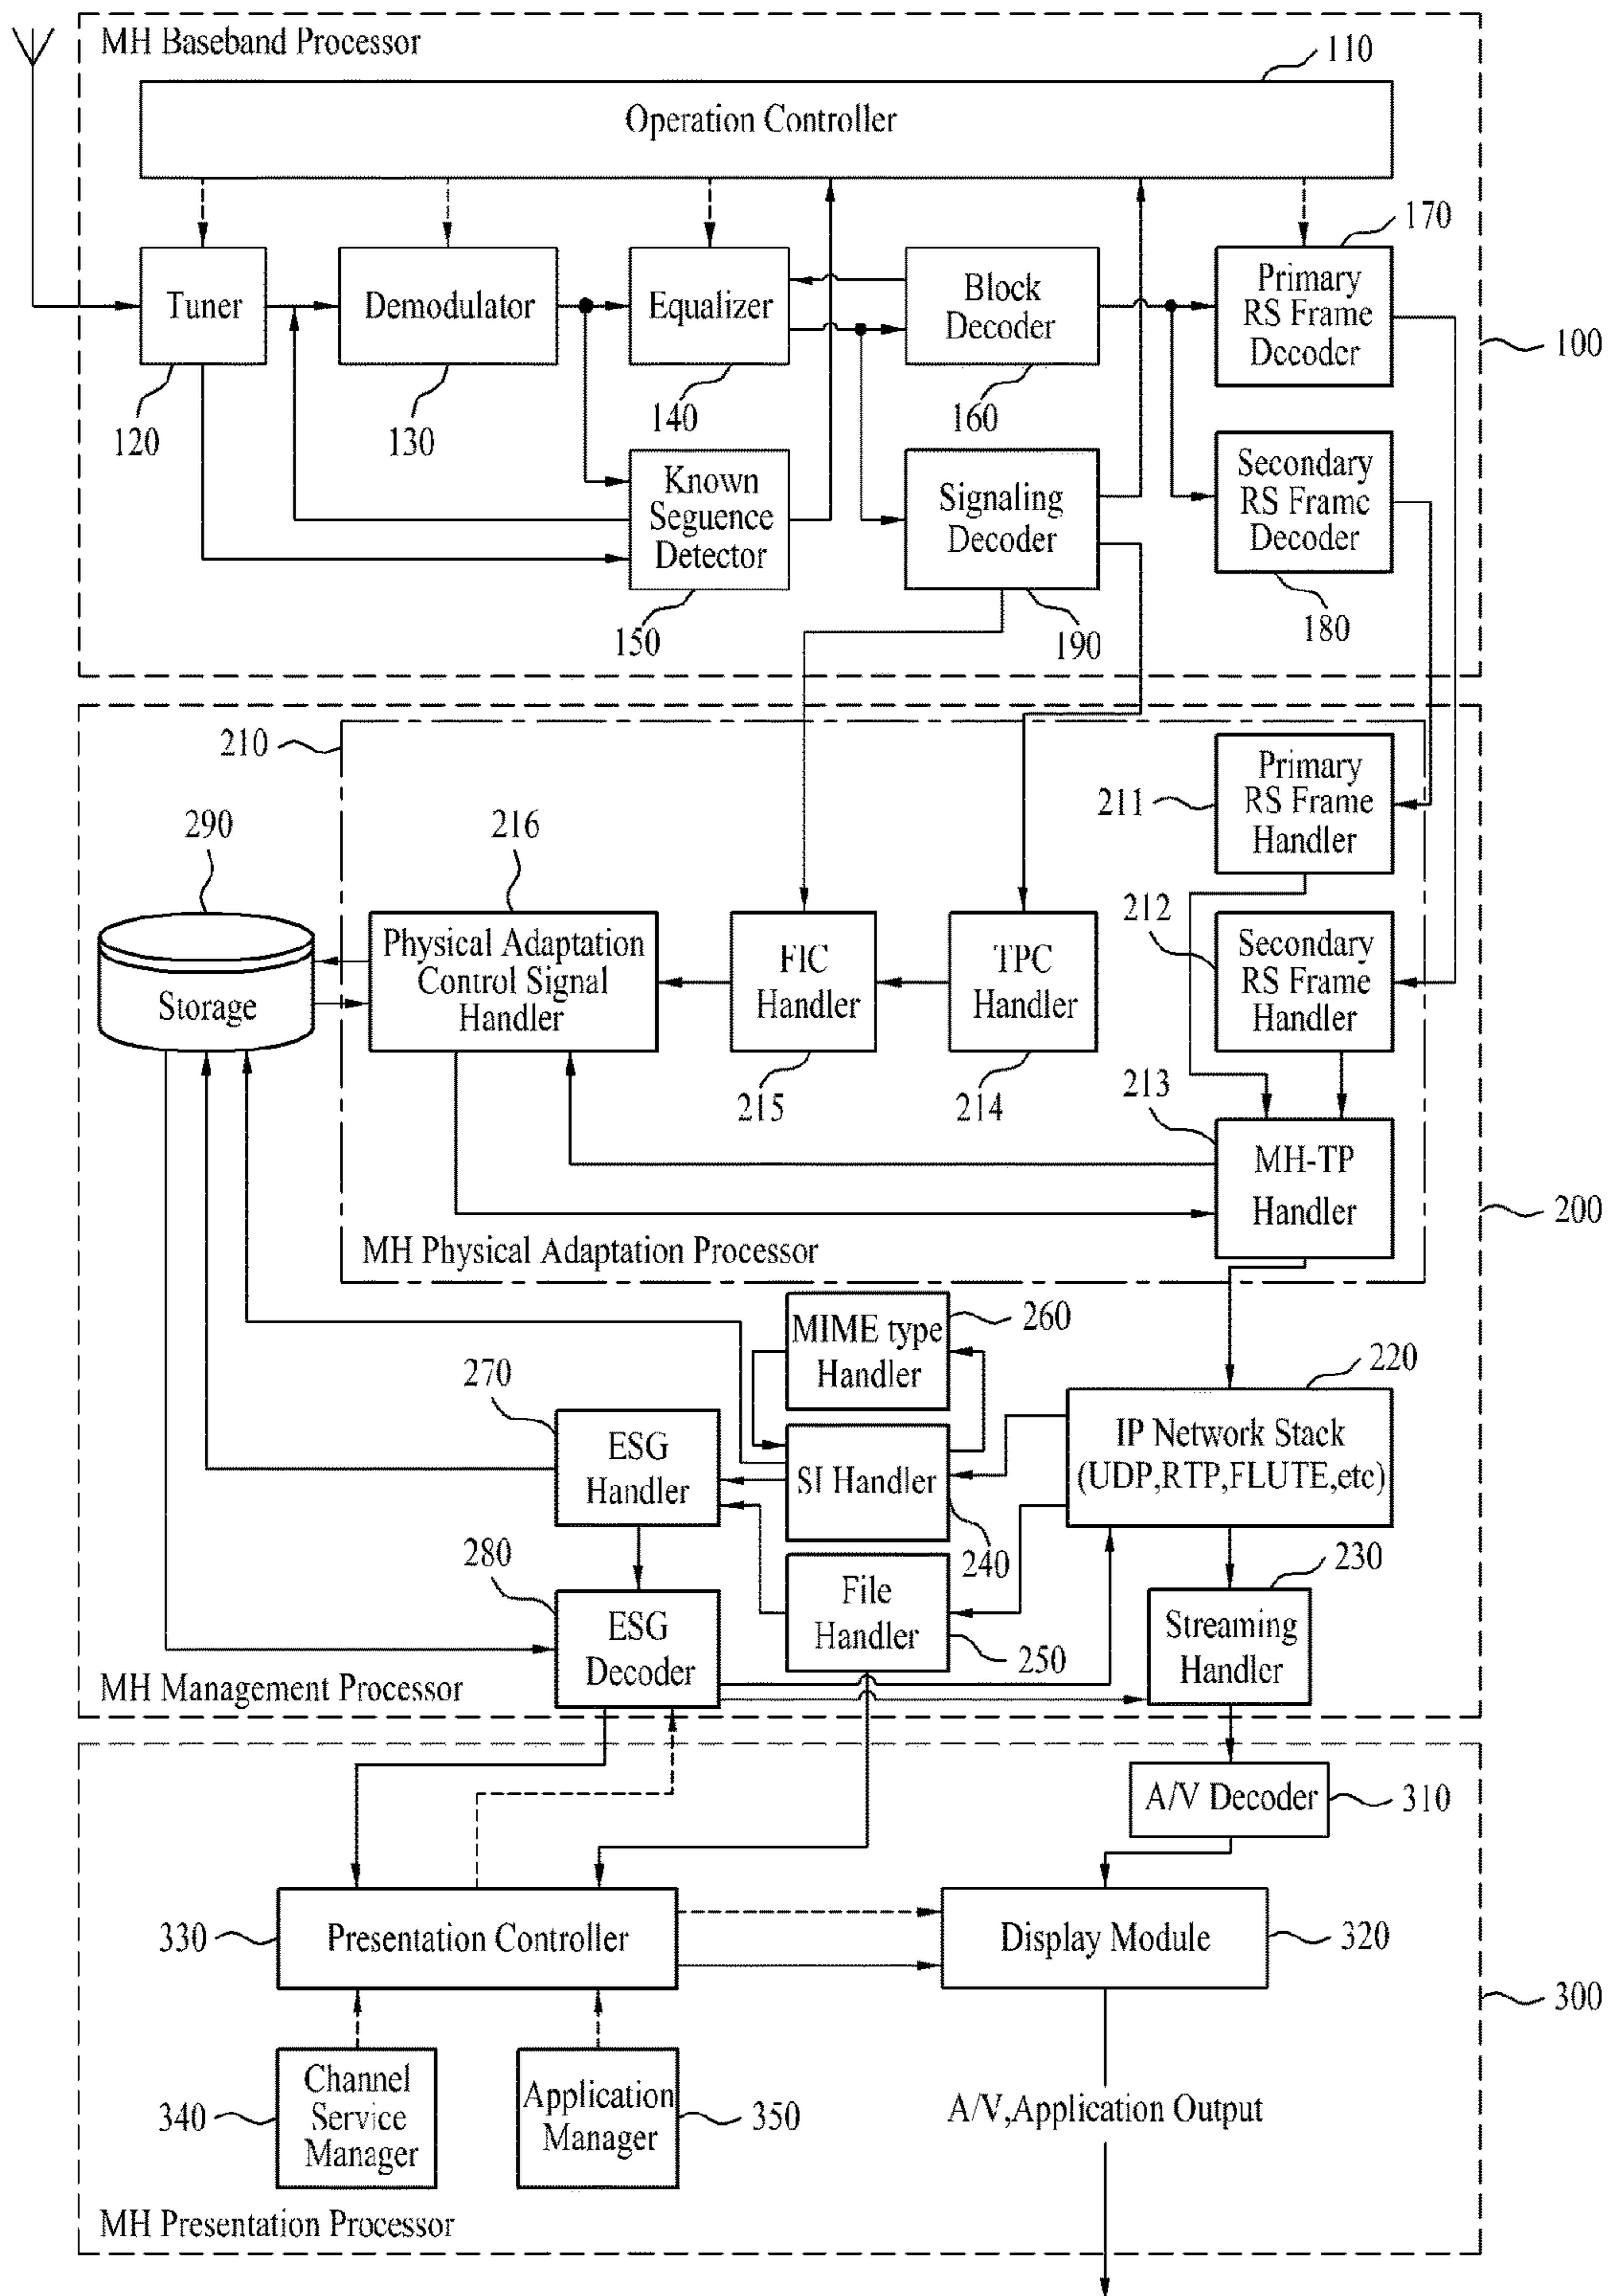 MH Baseband Processor
110
Operation Controller
170
Tuner
Demodulator
Equalizer
Block
Decoder
Primary
RS Frame
Decoder
100
120
130
140
160
Known
Seguence
Detector
Signaling
Decoder
Secondary
RS Frame
Decoder
150
190
180
210
Primary
RS Frame
Handler
211
290
216
212
Storage
Physical Adaptation
Control Signal
Handler
FIC
Handler
TPC
Handler
Secondary
RS Frame
Handler
215
214
213
MH-TP
Handler
200
MH Physical Adaptation Processor
MIME type
Handler
260
270
220
ESG
Handler
SI Handler
IP Network Stack
(UDP,RTP,FLUTE,etc)
280
240
230
ESG
Decoder
File
Handler
250
Streaming
Handler
MH Management Processor
A/V Decoder
310
330
Presentation Controller
Display Module
320
300
340
Channel
Service
Manager
Application
Manager
350
A/V,Application Output
MH Presentation Processor